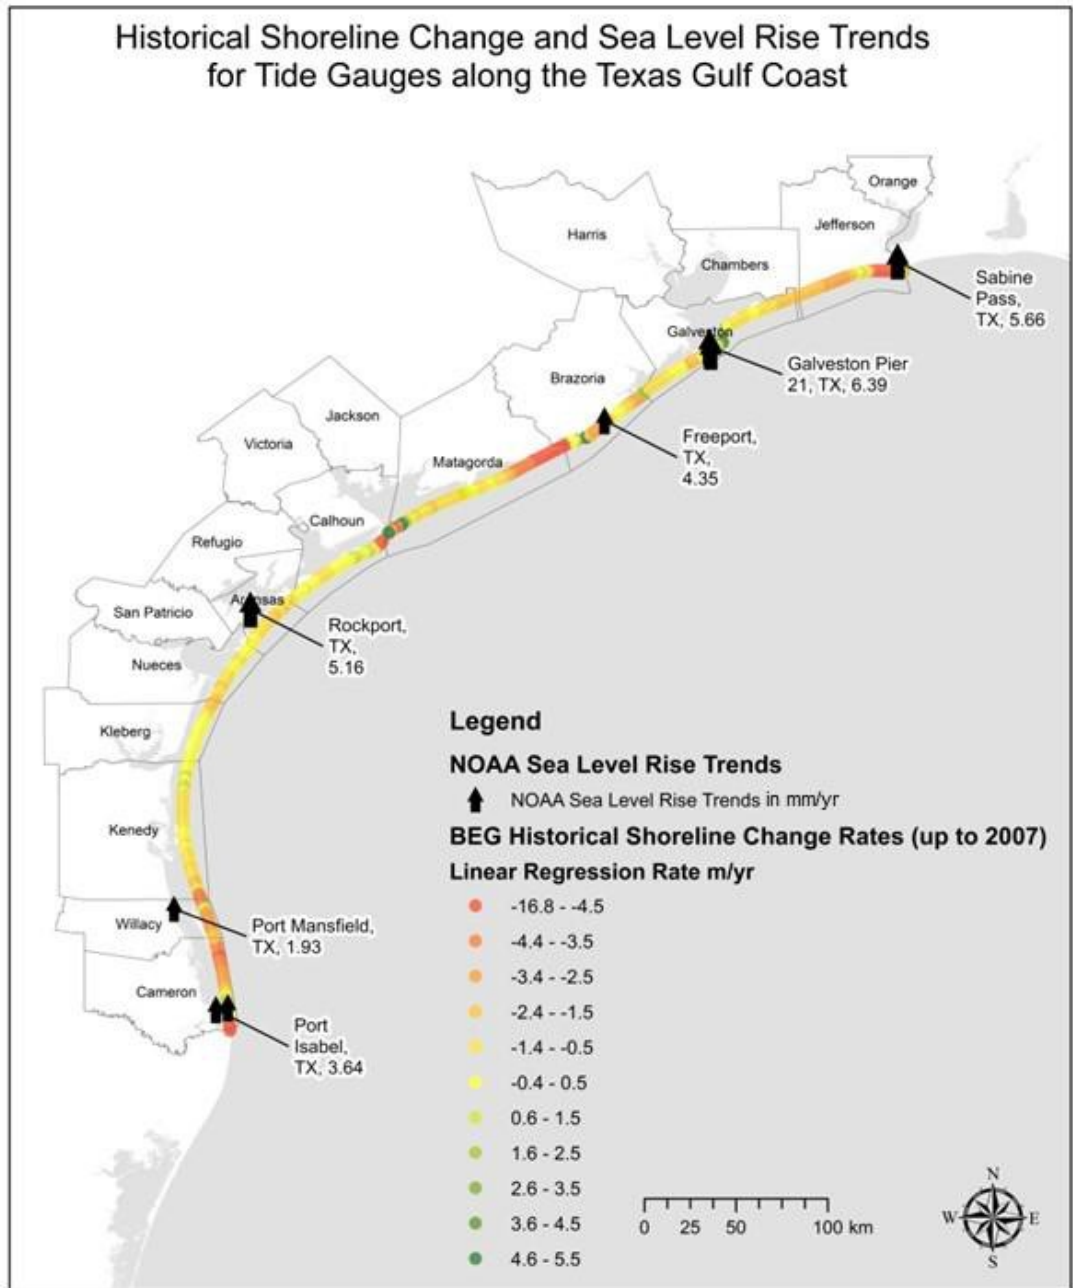 Historical Shoreline Change and Sea Level Rise Trends
for Tide Gauges along the Texas Gulf Coast
Orange
Jefferson
Harris
Chambers
Sabine
Pass,
TX, 5.66
Galveston
Galveston Pier
21, TX, 6.39
Brazoria
Jackson
Victoria
Freeport,
TX,
4.35
Matagorda
Calhoun
Refugio
Aransas
San Patricio
Rockport,
TX,
5.16
Nueces
Kleberg
Kenedy
Willacy
Port Mansfield,
TX, 1.93
Cameron
Port
Isabel,
TX, 3.64
Legend
NOAA Sea Level Rise Trends
NOAA Sea Level Rise Trends in mm/yr
BEG Historical Shoreline Change Rates (up to 2007)
Linear Regression Rate m/yr
-16.8 - -4.5
-4.4 - -3.5
-3.4 - -2.5
-2.4 - -1.5
-1.4 - -0.5
-0.4 - 0.5
0.6 - 1.5
1.6 - 2.5
2.6 - 3.5
3.6 - 4.5
4.6 - 5.5
0 25 50 100 km
N
W E
S